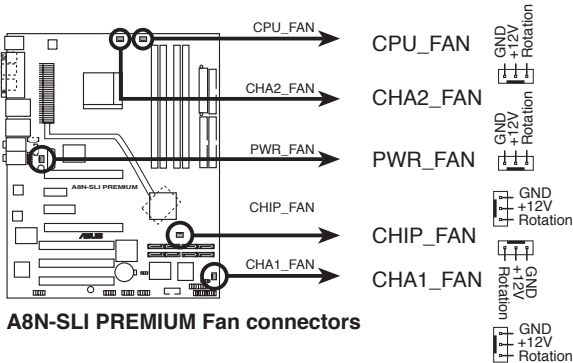 CPU_FAN
CPU_FAN
GND
+12V
Rotation
CHA2_FAN
CHA2_FAN
GND
+12V
Rotation
PWR_FAN
PWR_FAN
A8N-SLI PREMIUM
GND
+12V
Rotation
CHIP_FAN
CHIP_FAN
ASUS
GND
+12V
Rotation
CHA1_FAN
CHA1_FAN
GND
+12V
Rotation
A8N-SLI PREMIUM Fan connectors